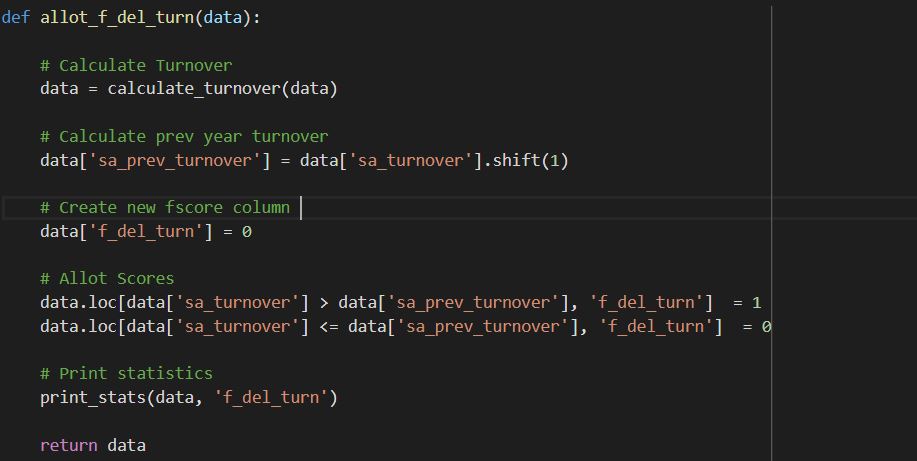 def allot_f_del_turn(data):
# Calculate Turnover
data = calculate_turnover(data)
# Calculate prev year turnover
data['sa_prev_turnover'] = data['sa_turnover'].shift(1)
# Create new fscore column
data['f_del_turn'] = 0
# Allot Scores
data.loc[data['sa_turnover'] > data['sa_prev_turnover'], 'f_del_turn']  = 1
data.loc[data['sa_turnover'] <= data['sa_prev_turnover'], 'f_del_turn']  = 0
# Print statistics
print_stats(data, 'f_del_turn')
return data